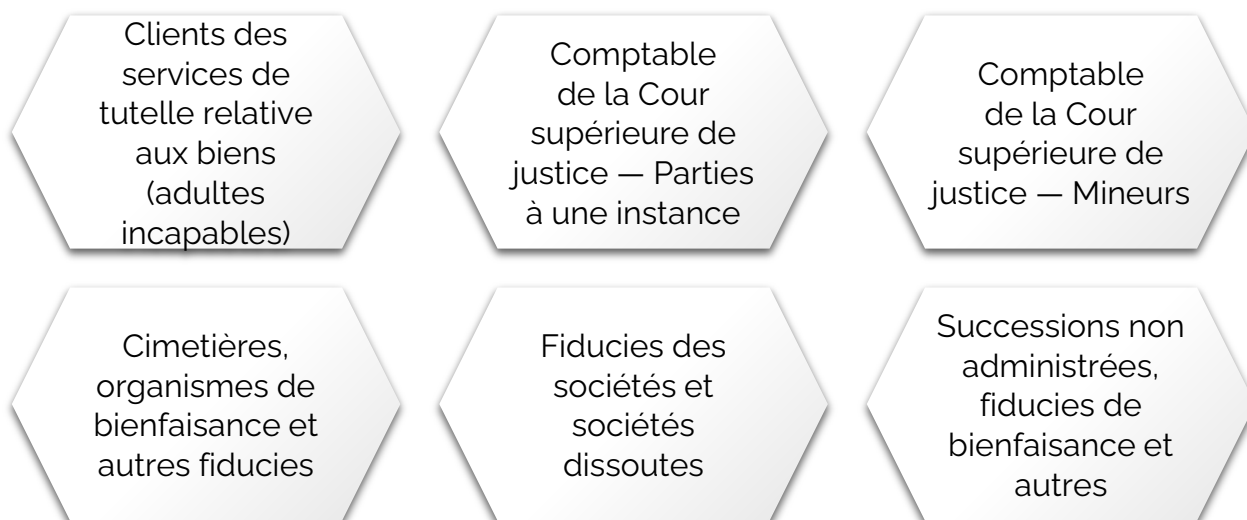 Clients des
services de
tutelle relative
aux biens
(adultes
incapables)
Comptable
de la Cour
supérieure de
justice — Parties
à une instance
Comptable
de la Cour
supérieure de
justice — Mineurs
Cimetières,
organismes de
bienfaisance et
autres fiducies
Fiducies des
sociétés et
sociétés
dissoutes
Successions non
administrées,
fiducies de
bienfaisance et
autres